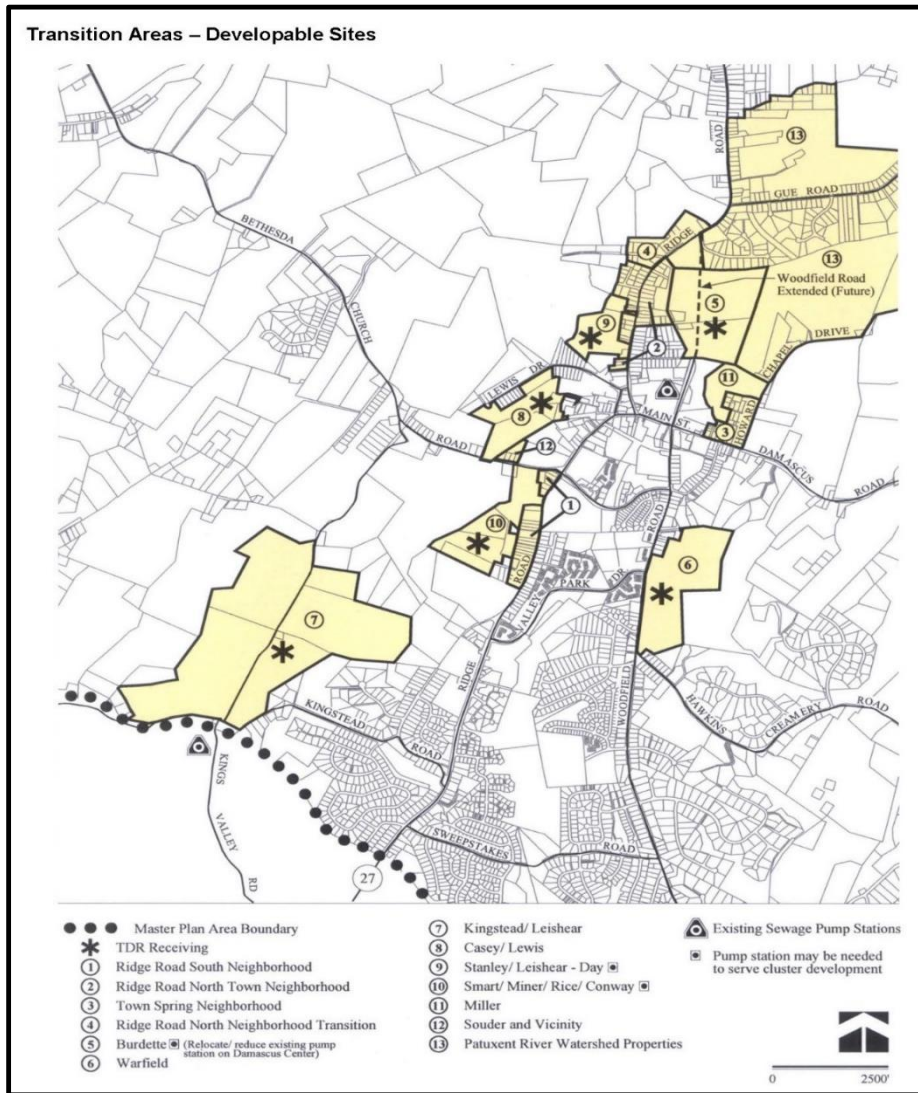 Transition Areas – Developable Sites
ROAD
13
GUE ROAD
BETHESDA
4
RIDGE
13
Woodfield Road
Extended (Future)
5
CHURCH
9
DRIVE
2
CHAPEL
11
LEWIS DR
8
MAIN ST
3
HOWARD
ROAD
12
DAMASCUS
ROAD
1
10
ROAD
ROAD
6
PARK DR
VALLEY
7
RIDGE
WOODFIELD
HAWKINS
CREAMERY
ROAD
KINGSTEAD
ROAD
KINGS
VALLEY
RD
SWEEPSTAKES
ROAD
27
Master Plan Area Boundary
TDR Receiving
1 Ridge Road South Neighborhood
2 Ridge Road North Town Neighborhood
3 Town Spring Neighborhood
4 Ridge Road North Neighborhood Transition
5 Burdette (Relocate/ reduce existing pump
station on Damascus Center)
6 Warfield
7 Kingstead/ Leishear
8 Casey/ Lewis
9 Stanley/ Leishear - Day
10 Smart/ Miner/ Rice/ Conway
11 Miller
12 Souder and Vicinity
13 Patuxent River Watershed Properties
Existing Sewage Pump Stations
Pump station may be needed
to serve cluster development
0 2500'